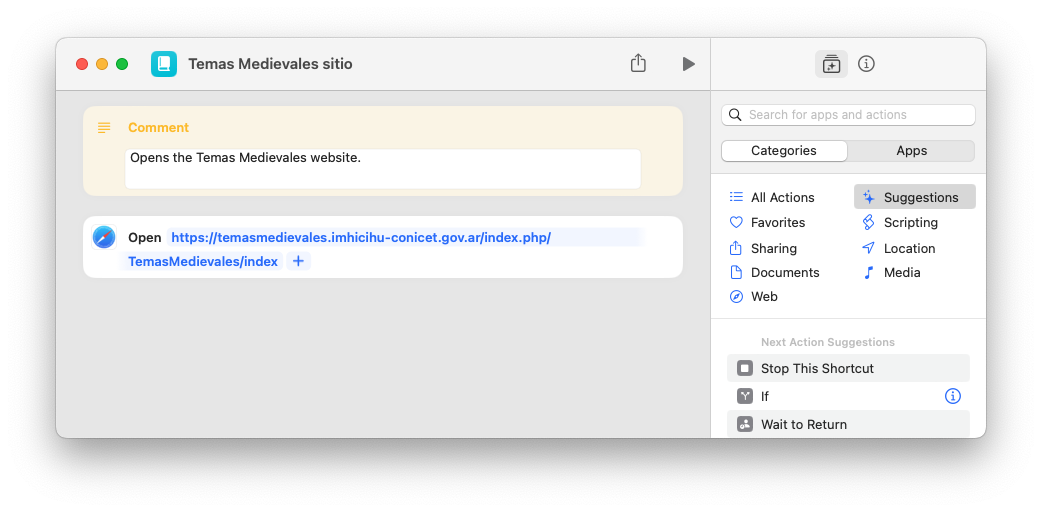 Temas Medievales sitio
Comment
Opens the Temas Medievales website.
Open https://temasmedievales.imhicihu-conicet.gov.ar/index.php/
TemasMedievales/index +
Search for apps and actions
Categories Apps
All Actions Suggestions
Favorites Scripting
Sharing Location
Documents Media
Web
Next Action Suggestions
Stop This Shortcut
If
Wait to Return